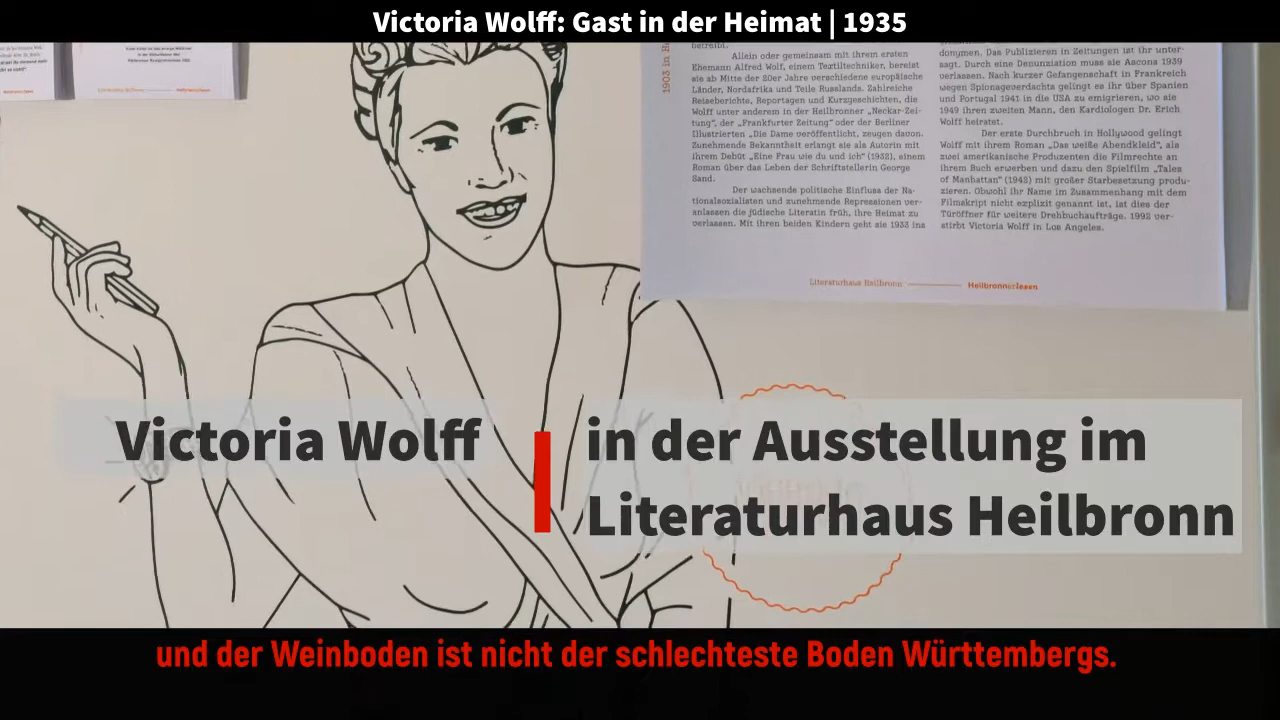 Victoria Wolff: Gast in der Heimat | 1935
betreibt.
Allein oder gemeinsam mit ihrem ersten
Ehemann Alfred Wolf, einem Textiltechniker, bereist
sie ab Mitte der 20er Jahre verschiedene europäische
Länder, Nordafrika und Teile Russlands. Zahlreiche
Reiseberichte, Reportagen und Kurzgeschichten, die
Wolff unter anderem in der Heilbronner „Neckar-Zei-
tung“, der „Frankfurter Zeitung“ oder der Berliner
Illustrierten „Die Dame veröffentlicht, zeugen davon.
Zunehmende Bekanntheit erlangt sie als Autorin mit
ihrem Debüt „Eine Frau wie du und ich“ (1932), einem
Roman über das Leben der Schriftstellerin George
Sand.
Der wachsende politische Einfluss der Na-
tionalsozialisten und zunehmende Repressionen ver-
anlassen die jüdische Literatin früh, ihre Heimat zu
verlassen. Mit ihren beiden Kindern geht sie 1933 ins
donymen. Das Publizieren in Zeitungen ist ihr unter-
sagt. Durch eine Denunziation muss sie Ascona 1939
verlassen. Nach kurzer Gefangenschaft in Frankreich
wegen Spionageverdachts gelingt es ihr über Spanien
und Portugal 1941 in die USA zu emigrieren, wo sie
1949 ihren zweiten Mann, den Kardiologen Dr. Erich
Wolff heiratet.
Der erste Durchbruch in Hollywood gelingt
Wolff mit ihrem Roman „Das weiße Abendkleid“, als
zwei amerikanische Produzenten die Filmrechte an
ihrem Buch erwerben und dazu den Spielfilm „Tales
of Manhattan“ (1942) mit großer Starbesetzung produ-
zieren. Obwohl ihr Name im Zusammenhang mit dem
Filmskript nicht explizit genannt ist, ist dies der
Türöffner für weitere Drehbuchaufträge. 1992 ver-
stirbt Victoria Wolff in Los Angeles.
1903 in
Literaturhaus Heilbronn
Heilbronnerlesen
Victoria Wolff
in der Ausstellung im
Literaturhaus Heilbronn
und der Weinboden ist nicht der schlechteste Boden Württembergs.